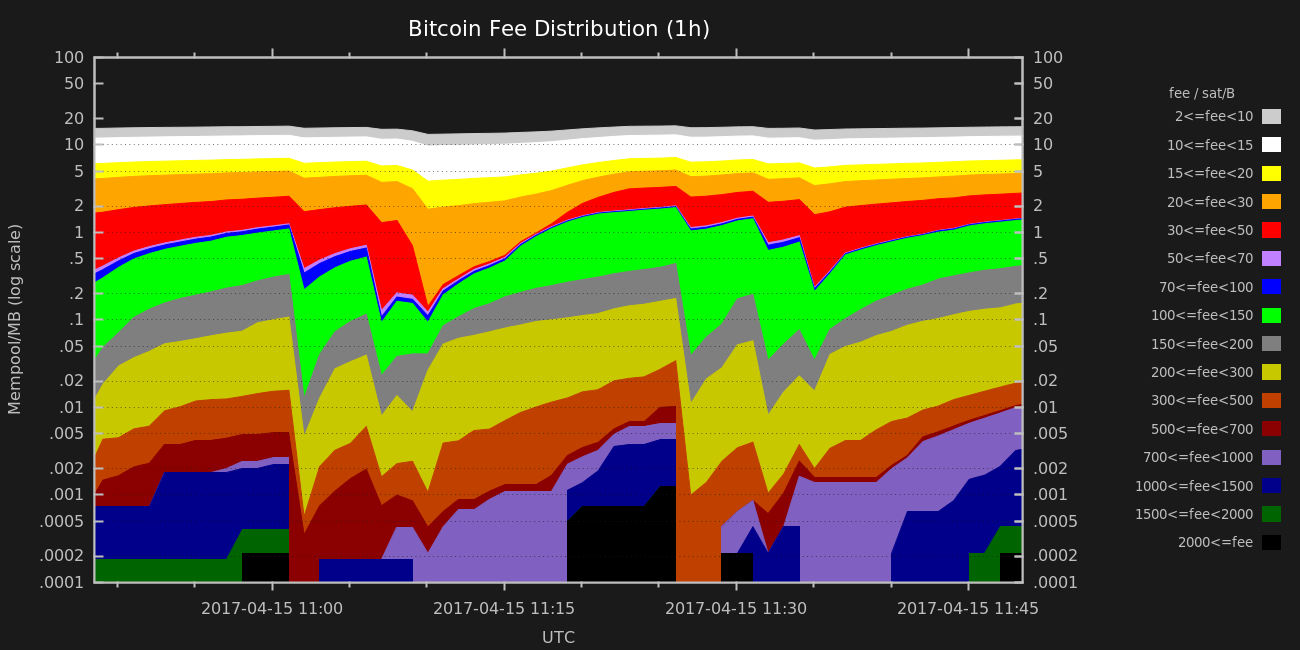 Bitcoin Fee Distribution (1h)
100
50
20
10
5
2
1
.5
.2
.1
.05
.02
.01
.005
.002
.001
.0005
.0002
.0001
Mempool/MB (log scale)
100
50
20
10
5
2
1
.5
.2
.1
.05
.02
.01
.005
.002
.001
.0005
.0002
.0001
fee / sat/B
2<=fee<10
10<=fee<15
15<=fee<20
20<=fee<30
30<=fee<50
50<=fee<70
70<=fee<100
100<=fee<150
150<=fee<200
200<=fee<300
300<=fee<500
500<=fee<700
700<=fee<1000
1000<=fee<1500
1500<=fee<2000
2000<=fee
2017-04-15 11:00
2017-04-15 11:15
2017-04-15 11:30
2017-04-15 11:45
UTC